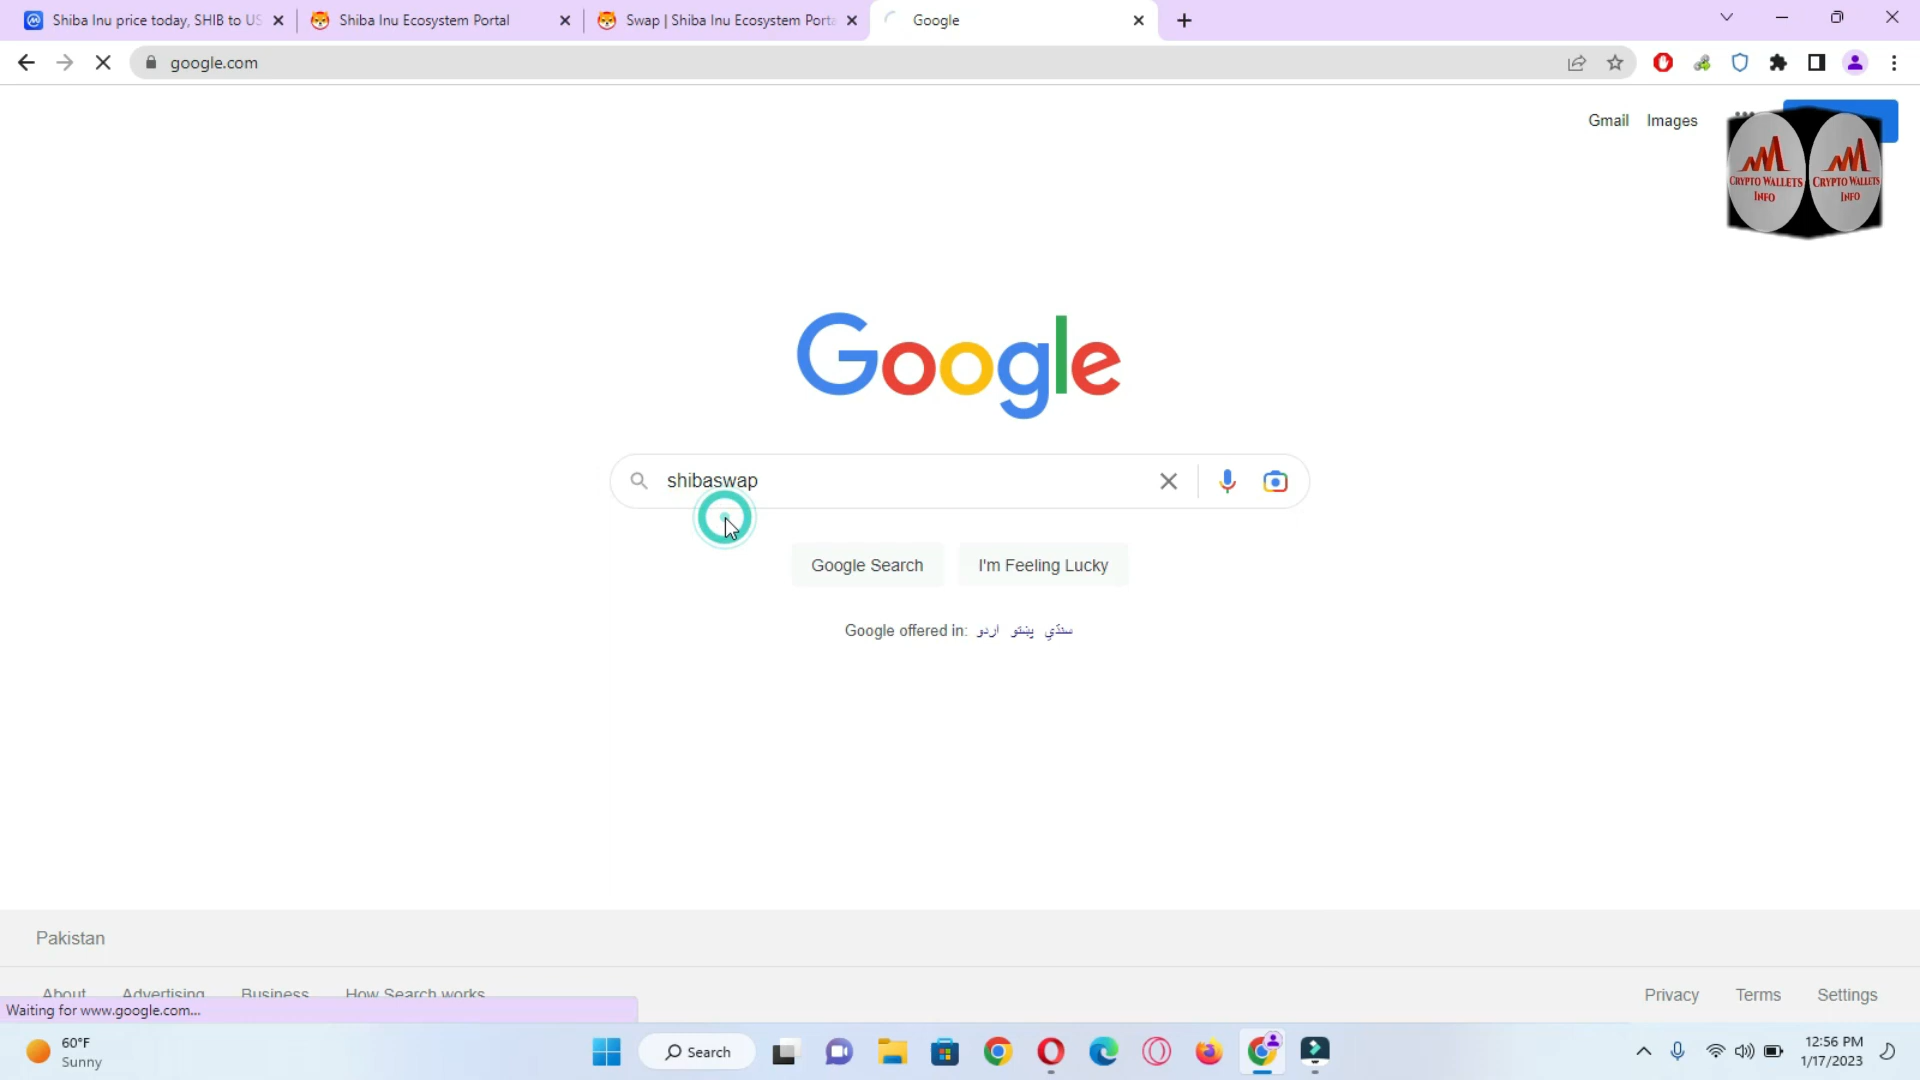 Shiba Inu price today, SHIB to US
Shiba Inu Ecosystem Portal
Swap | Shiba Inu Ecosystem Porta
Google
google.com
Gmail Images
CRYPTO WALLETS INFO
CRYPTO WALLETS INFO
Google
shibaswap
Google Search I'm Feeling Lucky
Google offered in: اردو پښتو سنڌي
Pakistan
About Advertising Business How Search works Privacy Terms Settings
Waiting for www.google.com...
60°F
Sunny
Search
12:56 PM
1/17/2023